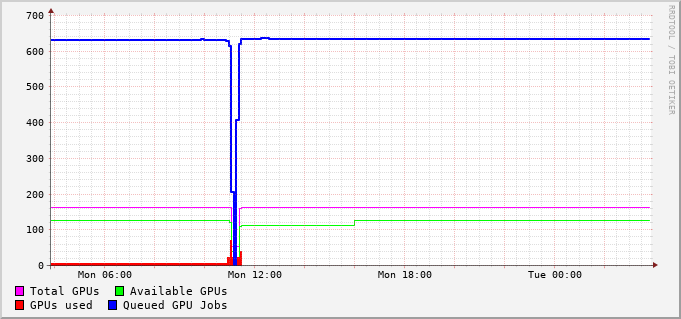 700
600
500
400
300
200
100
0
Mon 06:00 Mon 12:00 Mon 18:00 Tue 00:00
Total GPUs Available GPUs
GPUs used Queued GPU Jobs
RRDTOOL / TOBI OETIKER